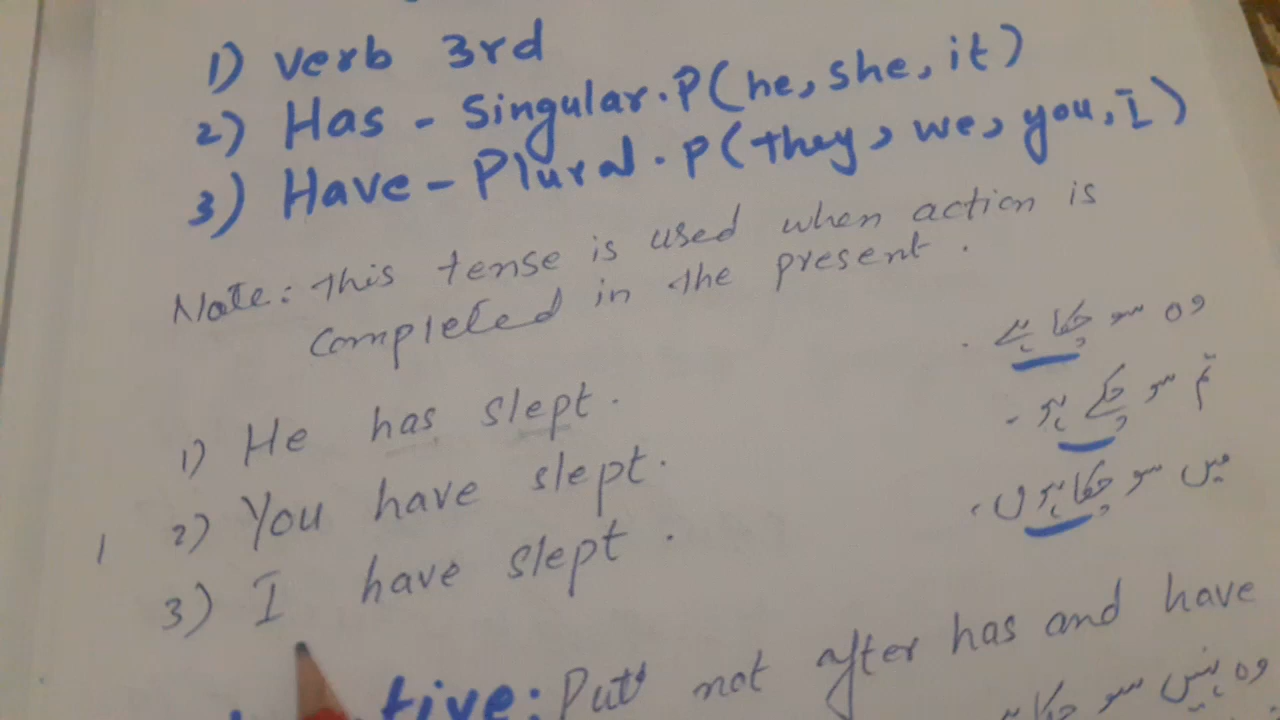 1) Verb 3rd
2) Has - Singular.P(he, she, it)
3) Have - Plural.P(they, we, you, I)
Note: This tense is used when action is
completed in the present.
1) He has slept. وہ سو چکا ہے۔
2) You have slept. تم سو چکے ہو۔
1
3) I have slept. میں سو چکا ہوں۔
tive: Put not after has and have
وہ نہیں سو چکا